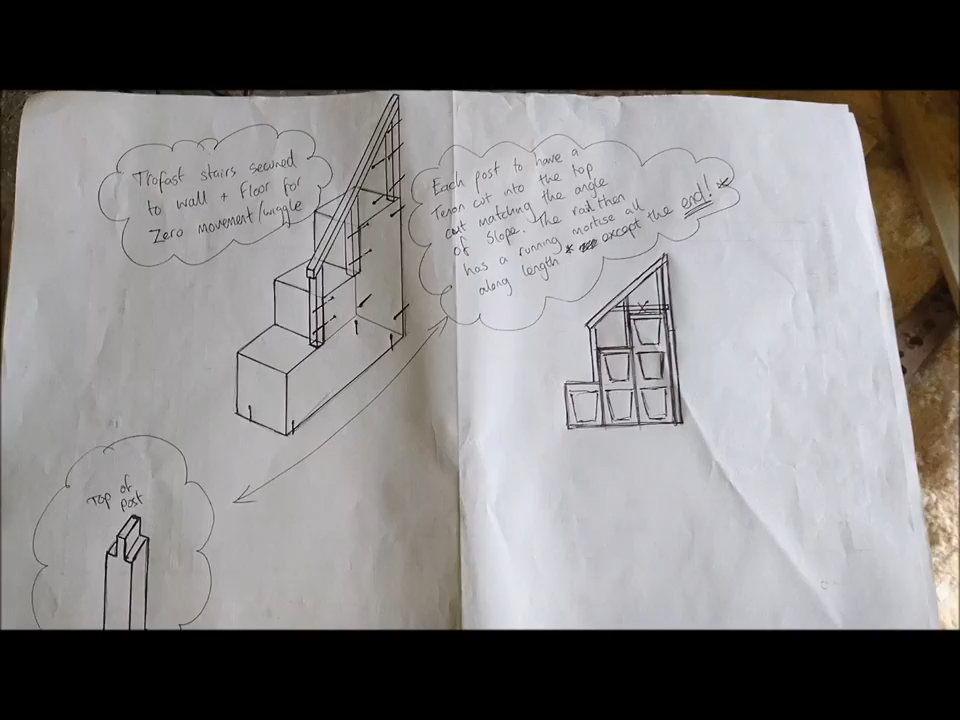 Trofast stairs secured
to wall + Floor for
Zero movement/wiggle
Each post to have a
Tenon cut into the top
cut matching the angle
of slope. The rail then
has a running mortise all
along length * except the end! *
Top of
post